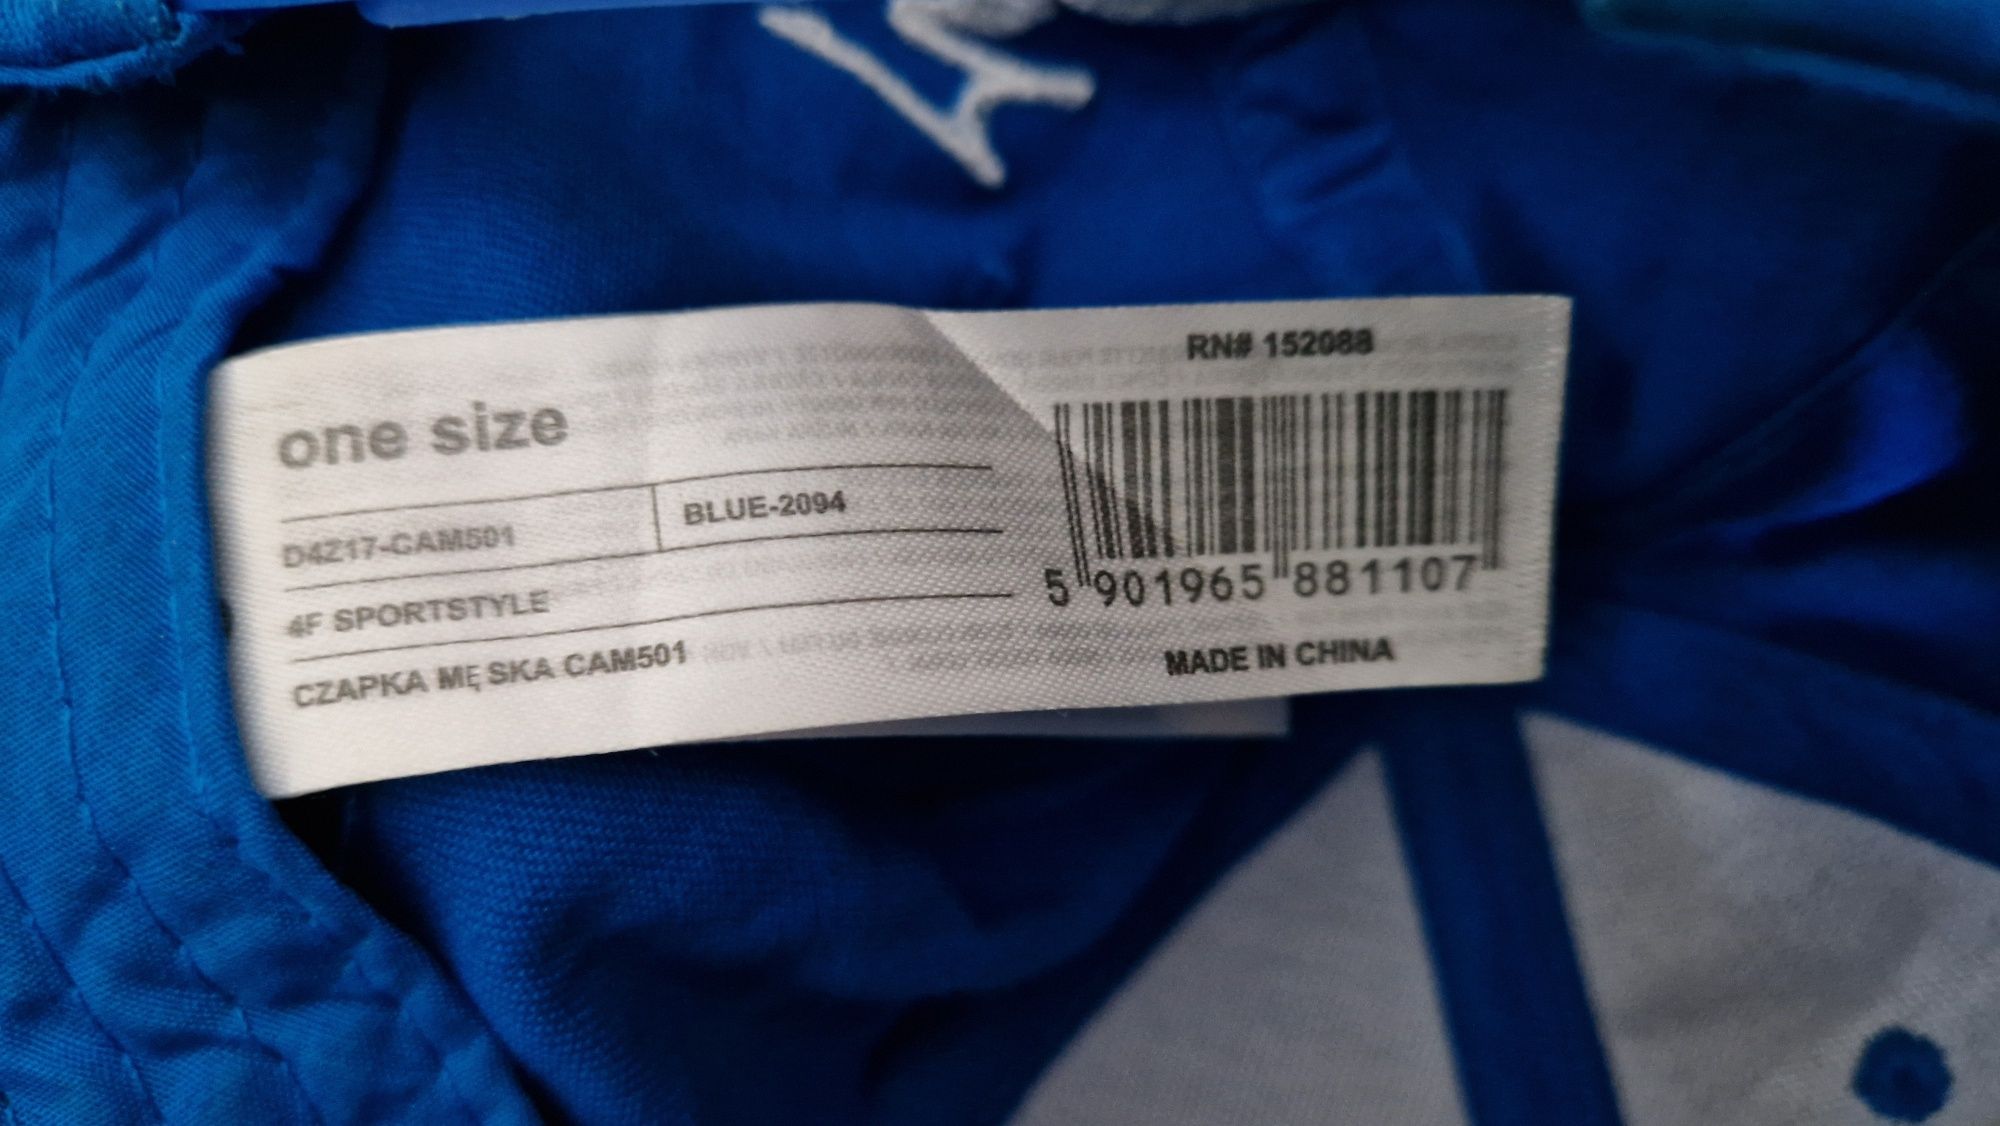 one size
D4Z17-CAM501
BLUE-2094
4F SPORTSTYLE
CZAPKA MĘSKA CAM501
RN# 152088
5 901965 881107
MADE IN CHINA